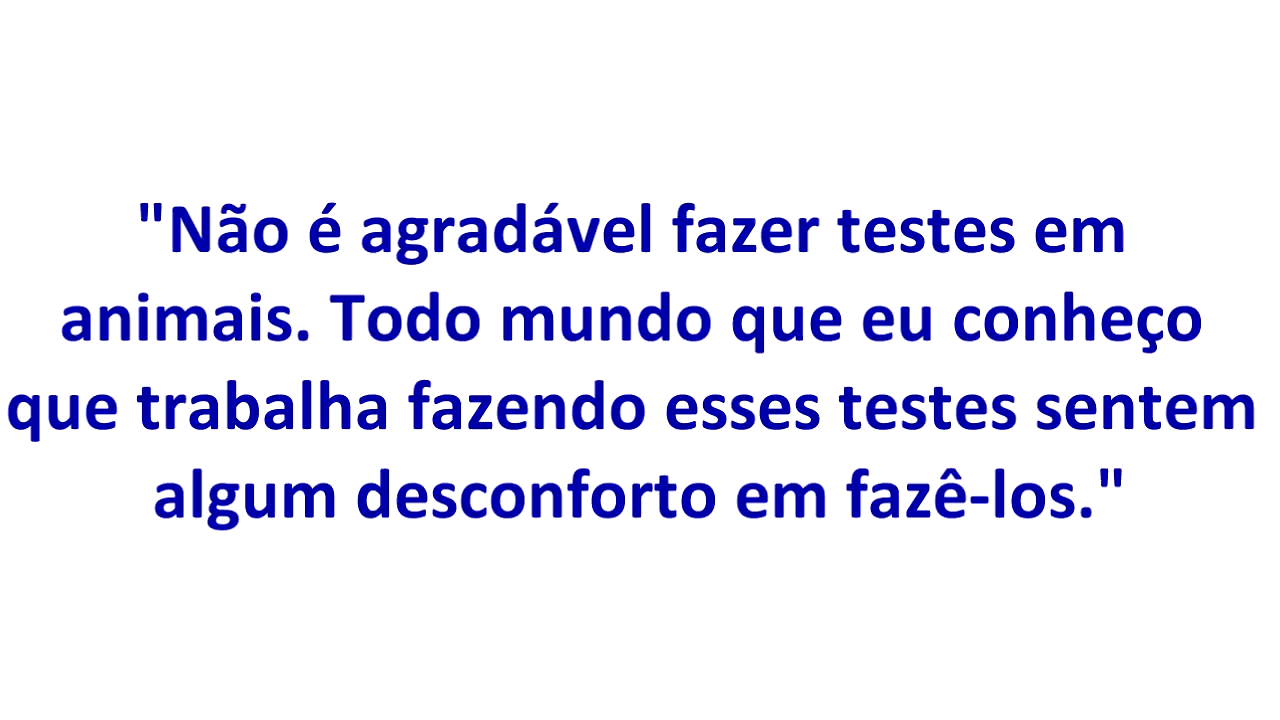 "Não é agradável fazer testes em
animais. Todo mundo que eu conheço
que trabalha fazendo esses testes sentem
algum desconforto em fazê-los."